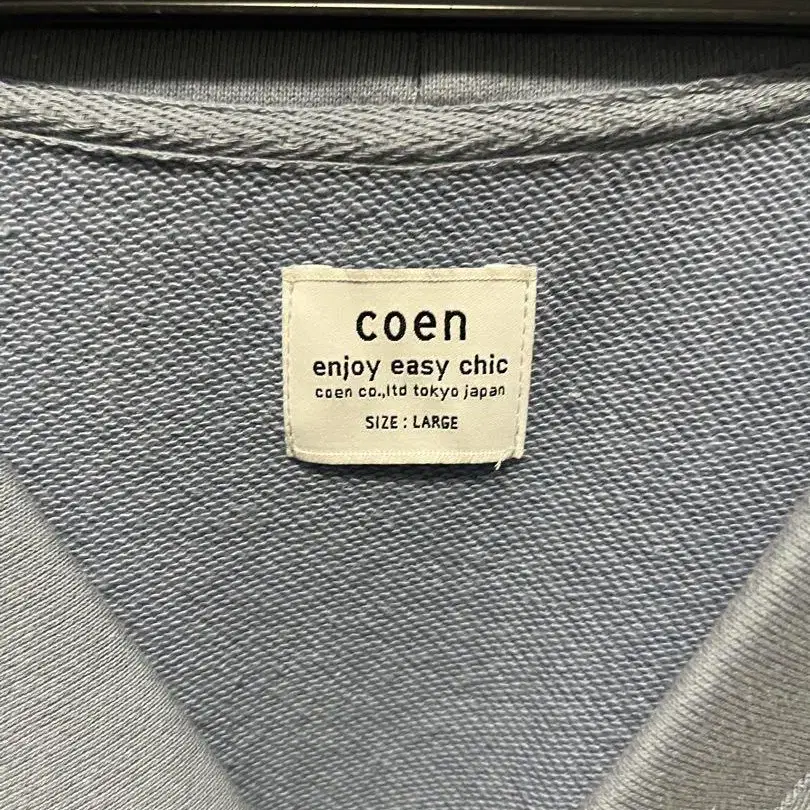 coen
enjoy easy chic
coen co.,ltd tokyo japan
SIZE : LARGE